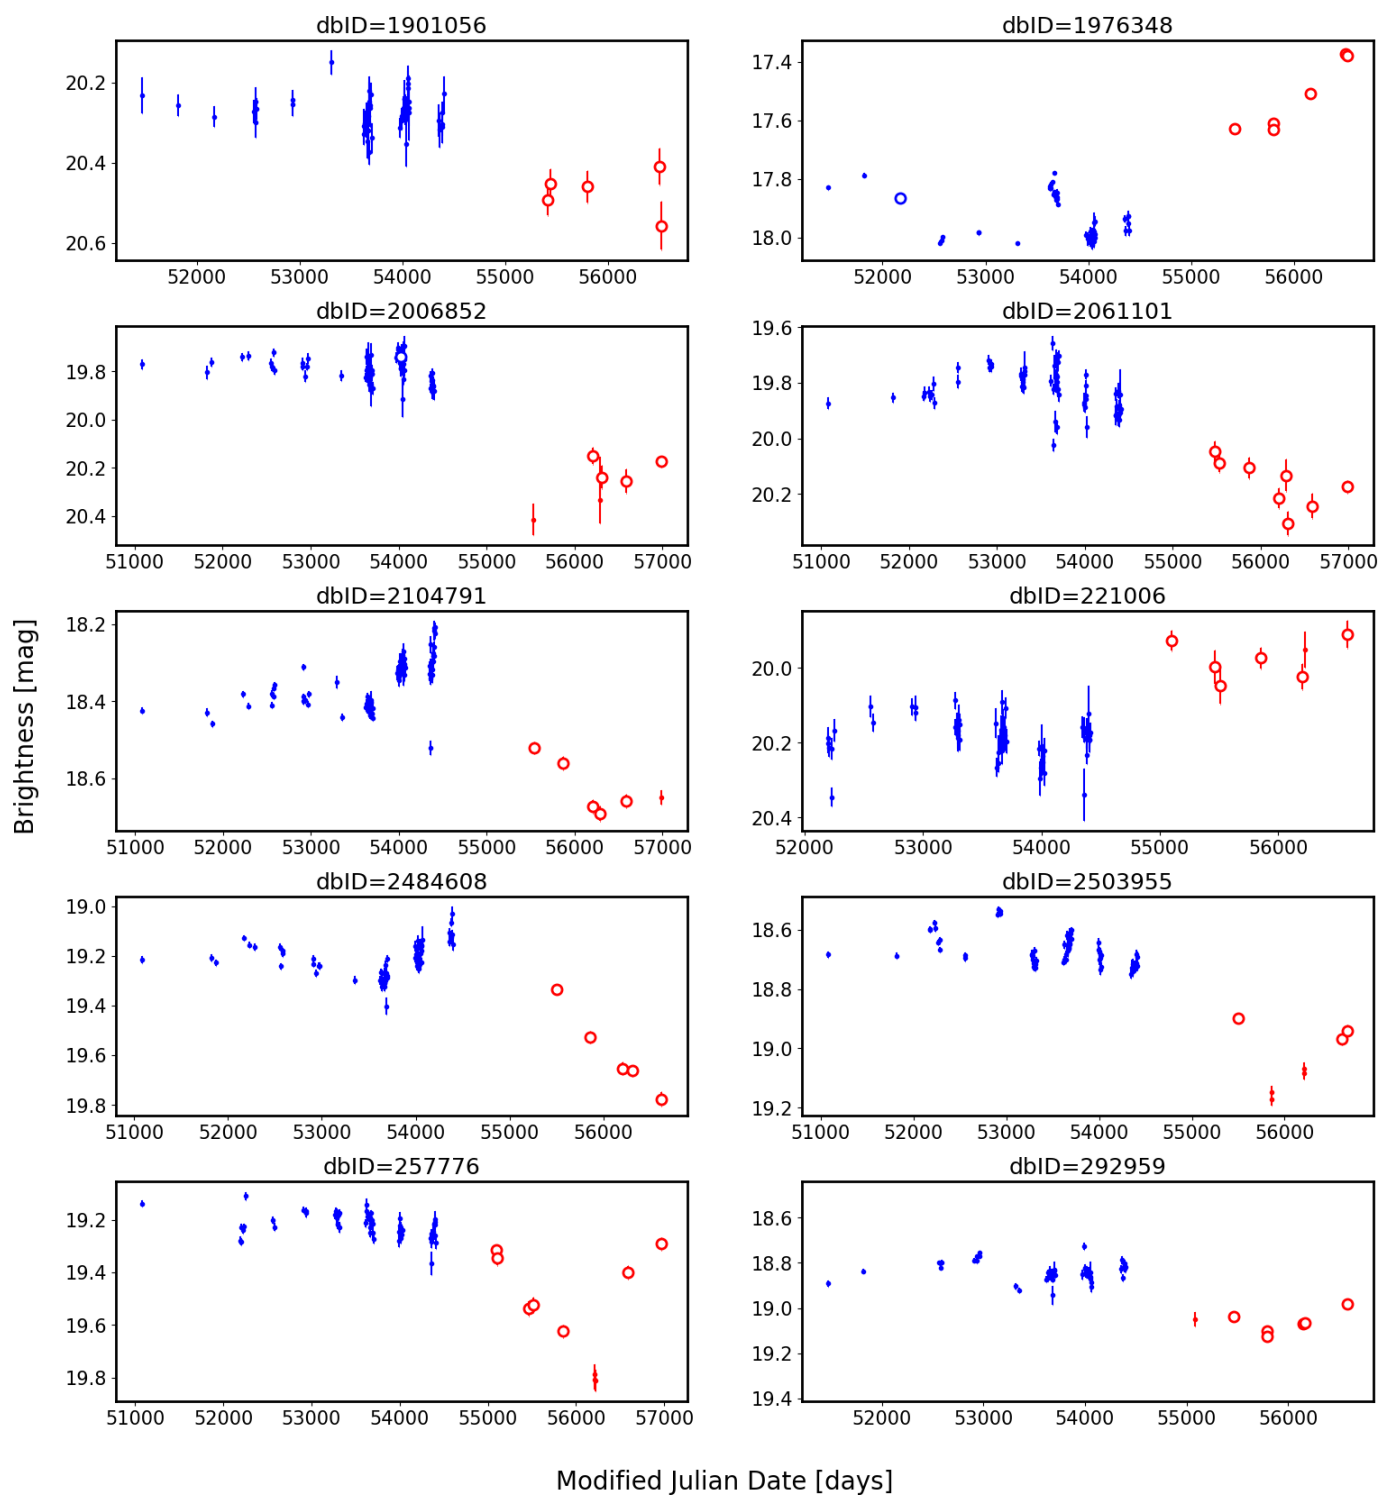 dbID=1901056
20.2
20.4
20.6
52000 53000 54000 55000 56000
dbID=1976348
17.4
17.6
17.8
18.0
52000 53000 54000 55000 56000
dbID=2006852
19.8
20.0
20.2
20.4
51000 52000 53000 54000 55000 56000 57000
dbID=2061101
19.6
19.8
20.0
20.2
51000 52000 53000 54000 55000 56000 57000
dbID=2104791
18.2
18.4
18.6
51000 52000 53000 54000 55000 56000 57000
dbID=221006
20.0
20.2
20.4
52000 53000 54000 55000 56000
dbID=2484608
19.0
19.2
19.4
19.6
19.8
51000 52000 53000 54000 55000 56000
dbID=2503955
18.6
18.8
19.0
19.2
51000 52000 53000 54000 55000 56000
dbID=257776
19.2
19.4
19.6
19.8
51000 52000 53000 54000 55000 56000 57000
dbID=292959
18.6
18.8
19.0
19.2
19.4
52000 53000 54000 55000 56000
Brightness [mag]
Modified Julian Date [days]